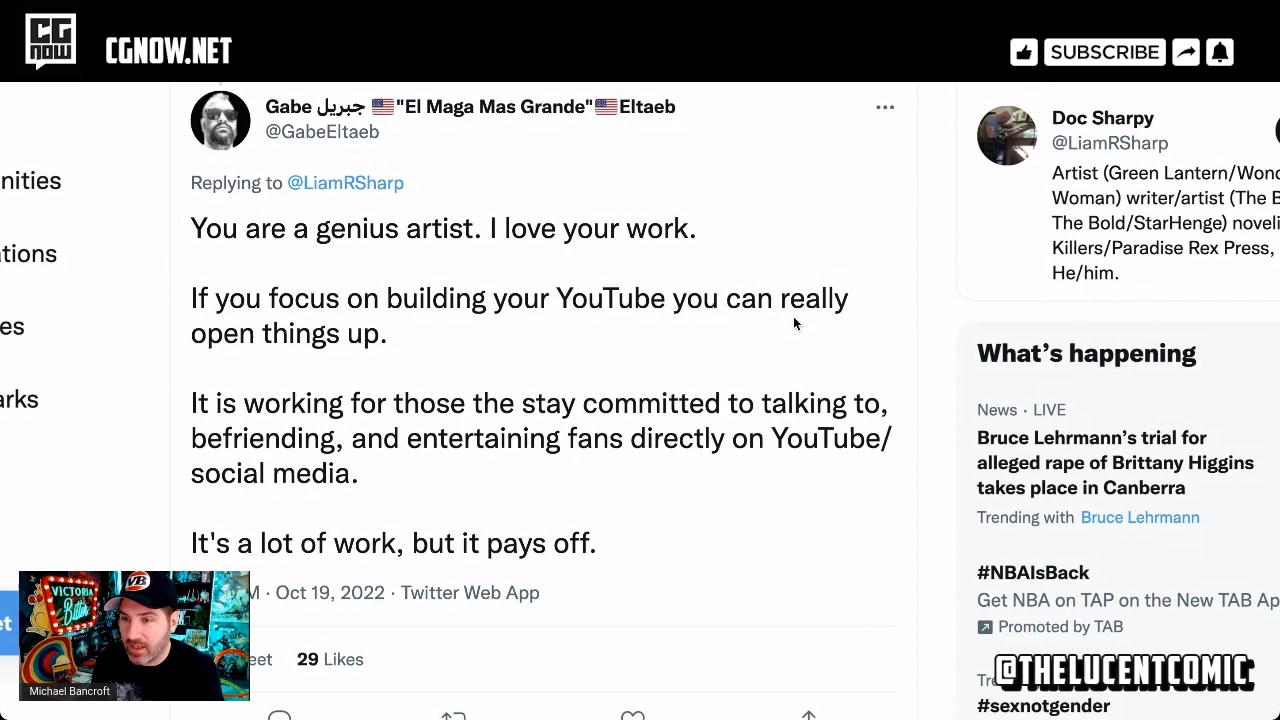 CG
NOW
CGNOW.NET
SUBSCRIBE
Gabe جبريل 🇺🇸"El Maga Mas Grande"🇺🇸Eltaeb
@GabeEltaeb
Replying to @LiamRSharp
You are a genius artist. I love your work.
If you focus on building your YouTube you can really
open things up.
It is working for those the stay committed to talking to,
befriending, and entertaining fans directly on YouTube/
social media.
It's a lot of work, but it pays off.
M · Oct 19, 2022 · Twitter Web App
eet 29 Likes
nities
tions
es
arks
et
Doc Sharpy
@LiamRSharp
Artist (Green Lantern/Wond
Woman) writer/artist (The B
The Bold/StarHenge) noveli
Killers/Paradise Rex Press,
He/him.
What's happening
News · LIVE
Bruce Lehrmann's trial for
alleged rape of Brittany Higgins
takes place in Canberra
Trending with Bruce Lehrmann
#NBAIsBack
Get NBA on TAP on the New TAB Ap
Promoted by TAB
Tre
#sexnotgender
@THELUCENTCOMIC
VICTORIA
Bitter
VB
Michael Bancroft